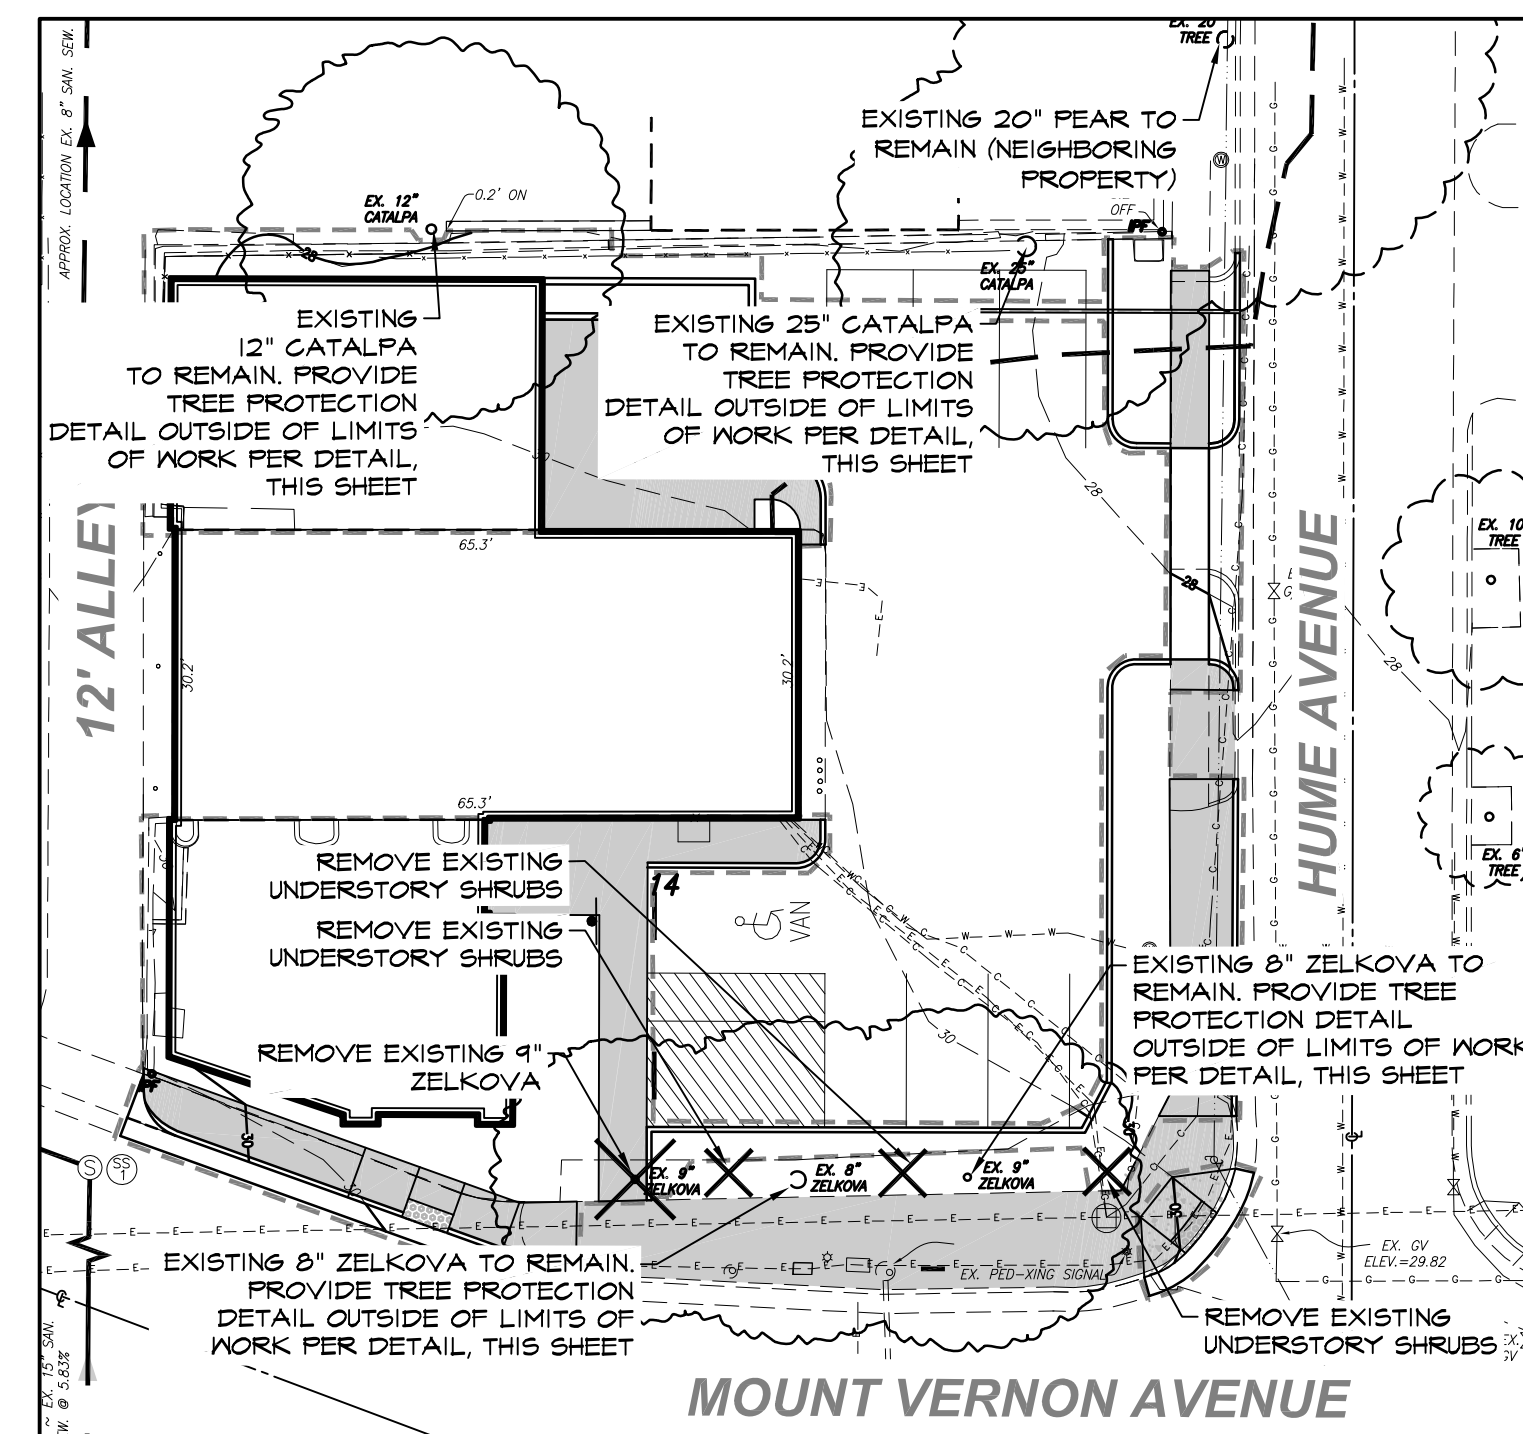 APPROX. LOCATION EX. 8" SAN. SEW.
TREE
EXISTING 20" PEAR TO
REMAIN (NEIGHBORING
PROPERTY)
OFF
IPF
EX. 12"
CATALPA
0.2' ON
28
EX. 25"
CATALPA
EXISTING
12" CATALPA
TO REMAIN. PROVIDE
TREE PROTECTION
DETAIL OUTSIDE OF LIMITS
OF WORK PER DETAIL,
THIS SHEET
EXISTING 25" CATALPA
TO REMAIN. PROVIDE
TREE PROTECTION
DETAIL OUTSIDE OF LIMITS
OF WORK PER DETAIL,
THIS SHEET
30
28
28
28
12' ALLEY
HUME AVENUE
65.3'
30.2'
30.2'
65.3'
EX. 10
TREE
EX. 6"
TREE
REMOVE EXISTING
UNDERSTORY SHRUBS
REMOVE EXISTING
UNDERSTORY SHRUBS
14
VAN
EXISTING 8" ZELKOVA TO
REMAIN. PROVIDE TREE
PROTECTION DETAIL
OUTSIDE OF LIMITS OF WORK
PER DETAIL, THIS SHEET
REMOVE EXISTING 9"
ZELKOVA
30
IPF
30
30
S
SS
1
EX. 9"
ZELKOVA
EX. 8"
ZELKOVA
EX. 9"
ZELKOVA
30
EX. PED-XING SIGNAL
EX. GV
ELEV.=29.82
EXISTING 8" ZELKOVA TO REMAIN.
PROVIDE TREE PROTECTION
DETAIL OUTSIDE OF LIMITS OF
WORK PER DETAIL, THIS SHEET
REMOVE EXISTING
UNDERSTORY SHRUBS
MOUNT VERNON AVENUE
~ EX. 15" SAN.
@ 5.83%